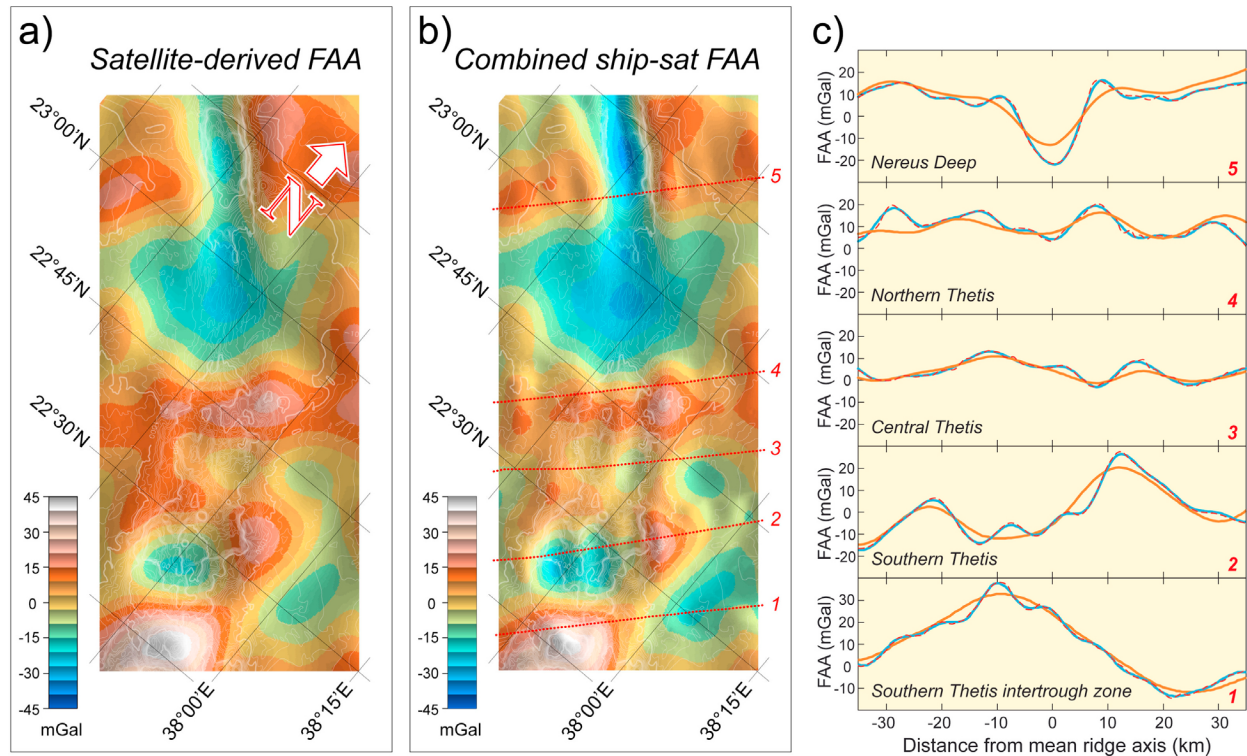 a)
Satellite-derived FAA
23°00'N
22°45'N
22°30'N
N
45
30
15
0
-15
-30
-45
mGal
38°00'E
38°15'E
b)
Combined ship-sat FAA
23°00'N
22°45'N
22°30'N
5
4
3
2
1
45
30
15
0
-15
-30
-45
mGal
38°00'E
38°15'E
c)
FAA (mGal)
20
10
0
-10
-20
Nereus Deep
5
FAA (mGal)
20
10
0
-10
-20
Northern Thetis
4
FAA (mGal)
20
10
0
-10
-20
Central Thetis
3
FAA (mGal)
20
10
0
-10
-20
Southern Thetis
2
FAA (mGal)
30
20
10
0
-10
Southern Thetis intertrough zone
1
-30 -20 -10 0 10 20 30
Distance from mean ridge axis (km)